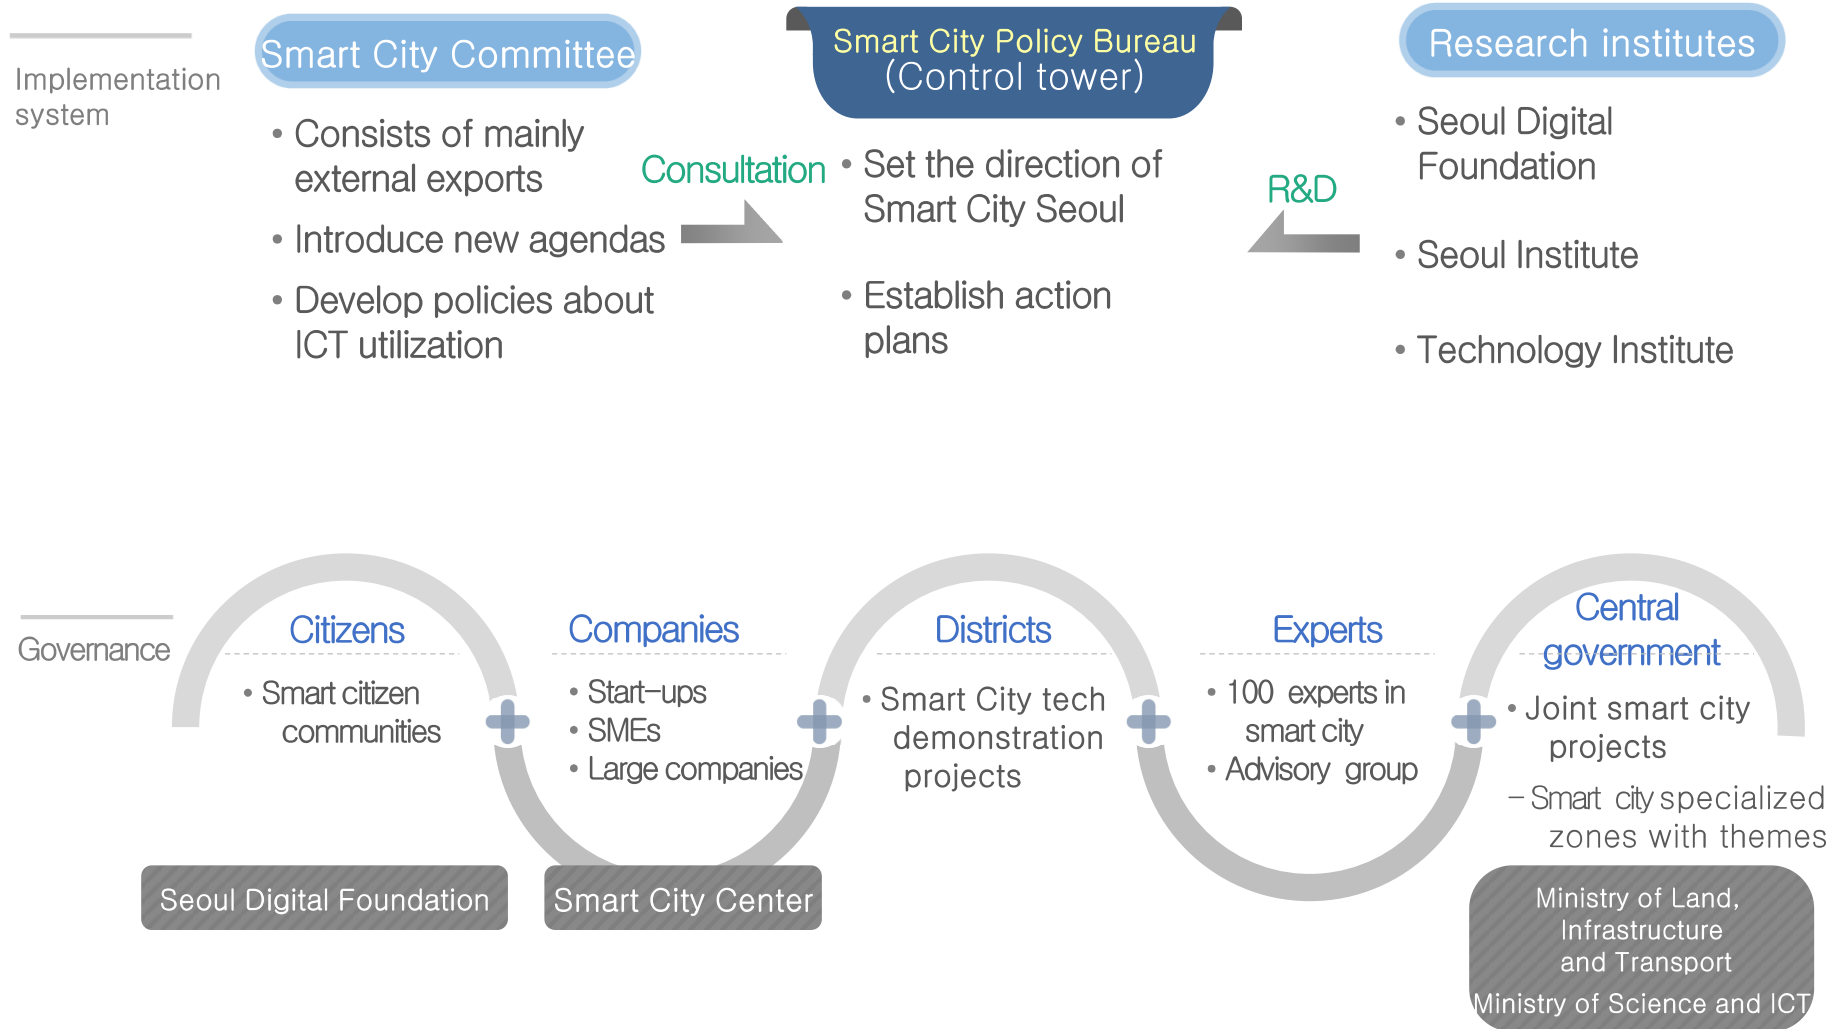 Implementation
system
Smart City Committee
• Consists of mainly
external exports
• Introduce new agendas
• Develop policies about
ICT utilization
Consultation
Smart City Policy Bureau
(Control tower)
• Set the direction of
Smart City Seoul
• Establish action
plans
R&D
Research institutes
• Seoul Digital
Foundation
• Seoul Institute
• Technology Institute
Governance
Citizens
• Smart citizen
communities
Seoul Digital Foundation
Companies
• Start-ups
• SMEs
• Large companies
Smart City Center
Districts
• Smart City tech
demonstration
projects
Experts
• 100 experts in
smart city
• Advisory group
Central
government
• Joint smart city
projects
- Smart city specialized
zones with themes
Ministry of Land,
Infrastructure
and Transport
Ministry of Science and ICT